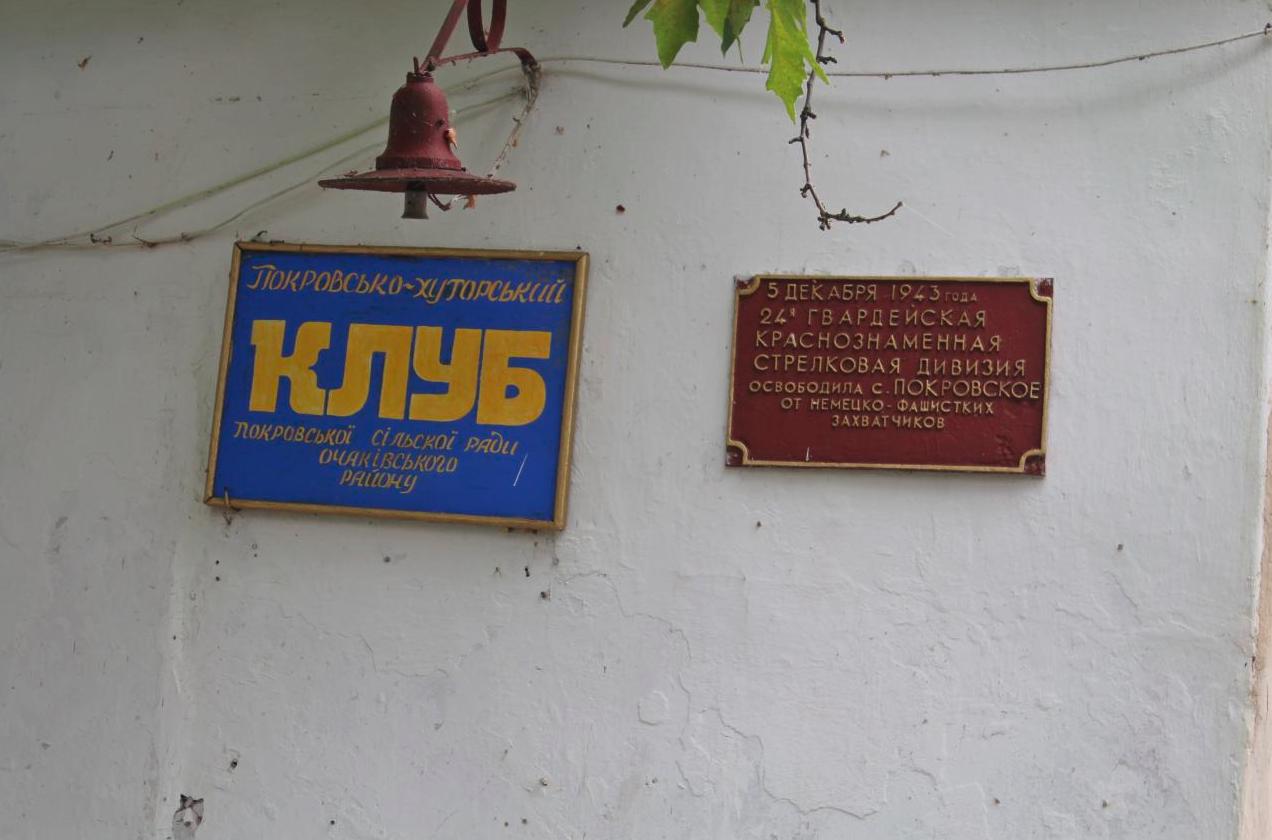 ПОКРОВСЬКО-ХУТОРСЬКИЙ
КЛУБ
ПОКРОВСЬКОЇ СІЛЬСКОЇ РАДИ
ОЧАКІВСЬКОГО
РАЙОНУ
5 ДЕКАБРЯ 1943 ГОДА
24Я ГВАРДЕЙСКАЯ
КРАСНОЗНАМЕННАЯ
СТРЕЛКОВАЯ ДИВИЗИЯ
ОСВОБОДИЛА С. ПОКРОВСКОЕ
ОТ НЕМЕЦКО-ФАШИСТКИХ
ЗАХВАТЧИКОВ